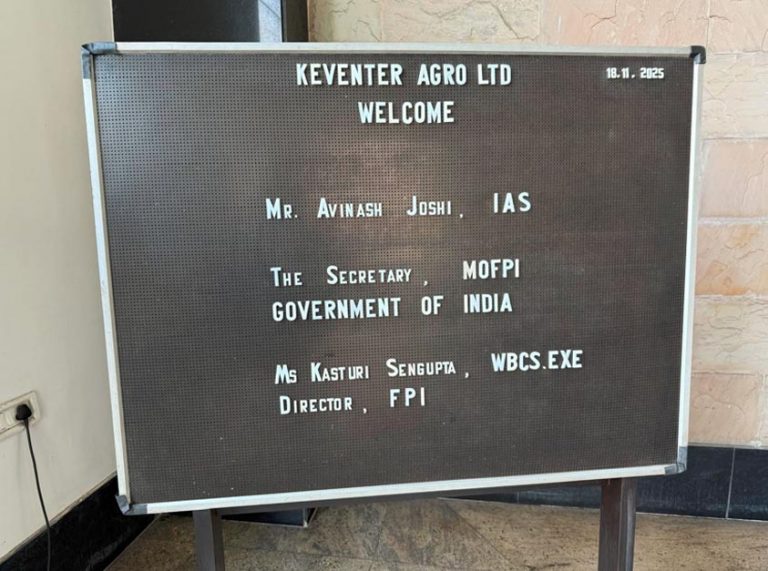 KEVENTER AGRO LTD
18.11.2025
WELCOME
MR. AVINASH JOSHI, IAS
THE SECRETARY, MOFPI
GOVERNMENT OF INDIA
MS KASTURI SENGUPTA, WBCS.EXE
DIRECTOR, FPI